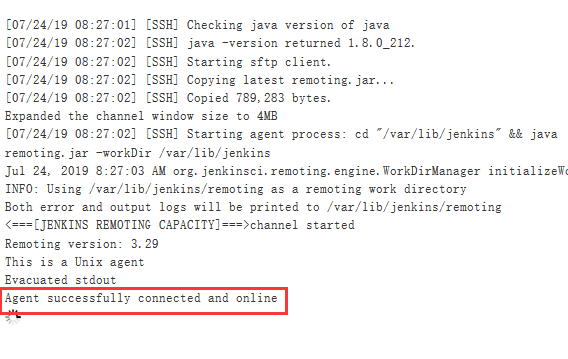 [07/24/19 08:27:01] [SSH] Checking java version of java
[07/24/19 08:27:02] [SSH] java -version returned 1.8.0_212.
[07/24/19 08:27:02] [SSH] Starting sftp client.
[07/24/19 08:27:02] [SSH] Copying latest remoting.jar...
[07/24/19 08:27:02] [SSH] Copied 789,283 bytes.
Expanded the channel window size to 4MB
[07/24/19 08:27:02] [SSH] Starting agent process: cd "/var/lib/jenkins" && java
remoting.jar -workDir /var/lib/jenkins
Jul 24, 2019 8:27:03 AM org.jenkinsci.remoting.engine.WorkDirManager initializeWo
INFO: Using /var/lib/jenkins/remoting as a remoting work directory
Both error and output logs will be printed to /var/lib/jenkins/remoting
<===[JENKINS REMOTING CAPACITY]===>channel started
Remoting version: 3.29
This is a Unix agent
Evacuated stdout
Agent successfully connected and online